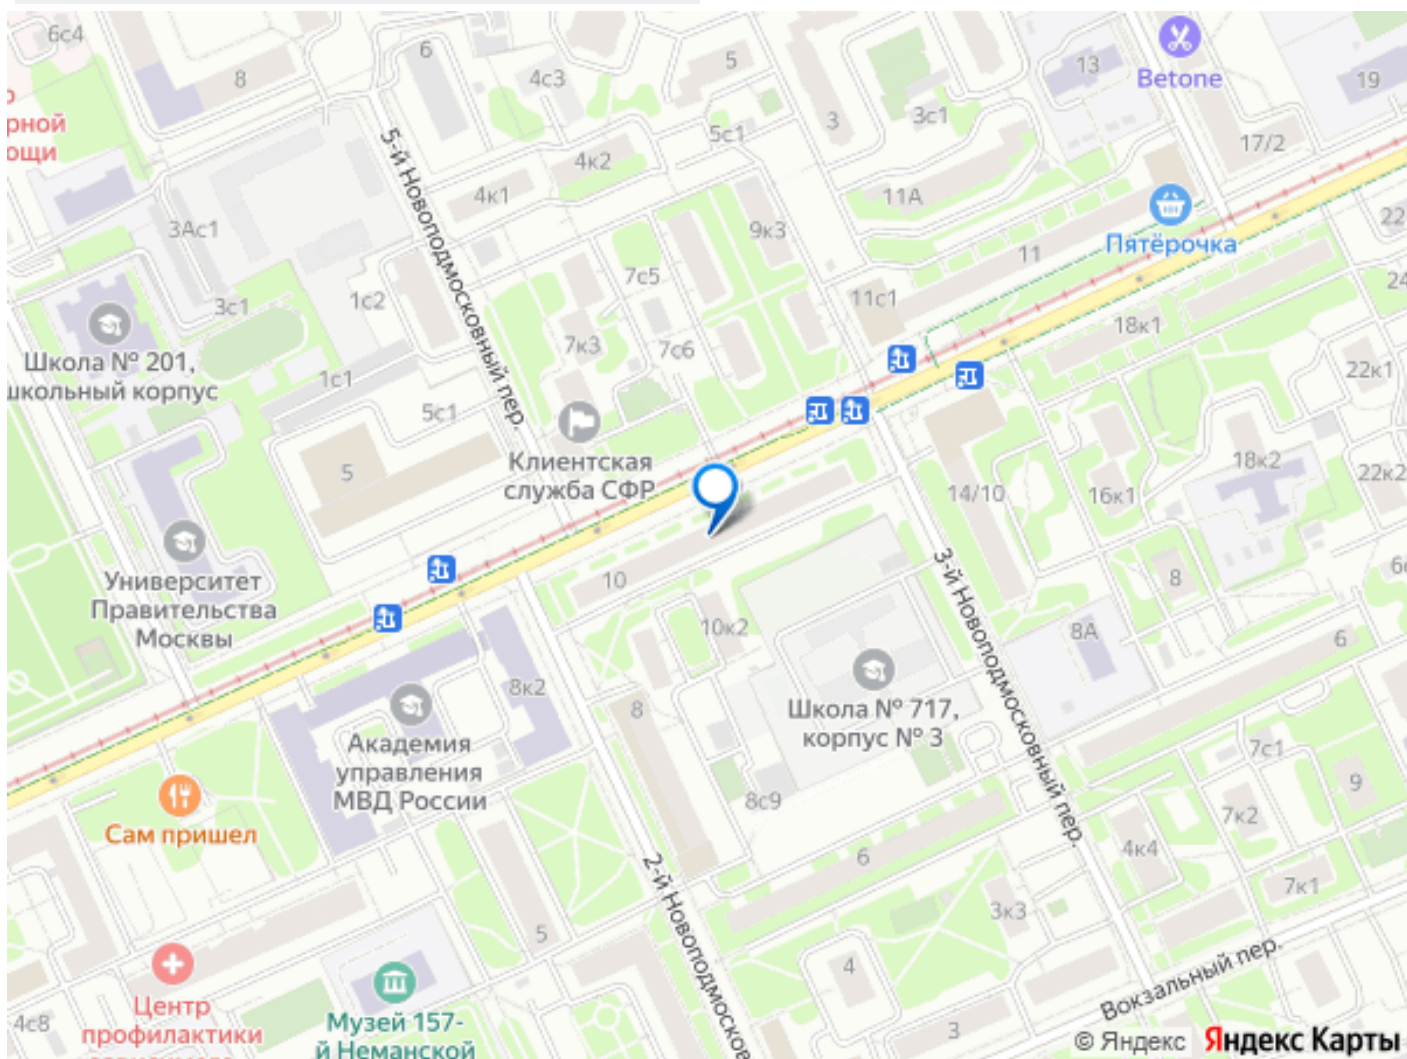 6с4
6
5
13
Betone
19
8
4с3
3с1
3
5с1
17/2
рной
ощи
4к2
4к1
11А
5-й Новоподмосковный пер.
3Ас1
9к3
22
Пятёрочка
11
7с5
3с1
1с2
11с1
24
18к1
7к3
7с6
Школа № 201,
школьный корпус
1с1
22к1
5с1
5
Клиентская
служба СФР
18к2
22к2
14/10
16к1
10
Университет
Правительства
Москвы
3-й Новоподмосковный пер.
8
10к2
8А
6
8к2
8
Школа № 717,
корпус № 3
Академия
управления
МВД России
7с1
9
Сам пришел
8с9
7к2
6
4к4
2-й Новоподмосковн
7к1
3к3
5
4
Вокзальный пер.
Центр
профилактики
4с8
Музей 157-
й Неманской
3
© Яндекс Яндекс Карты